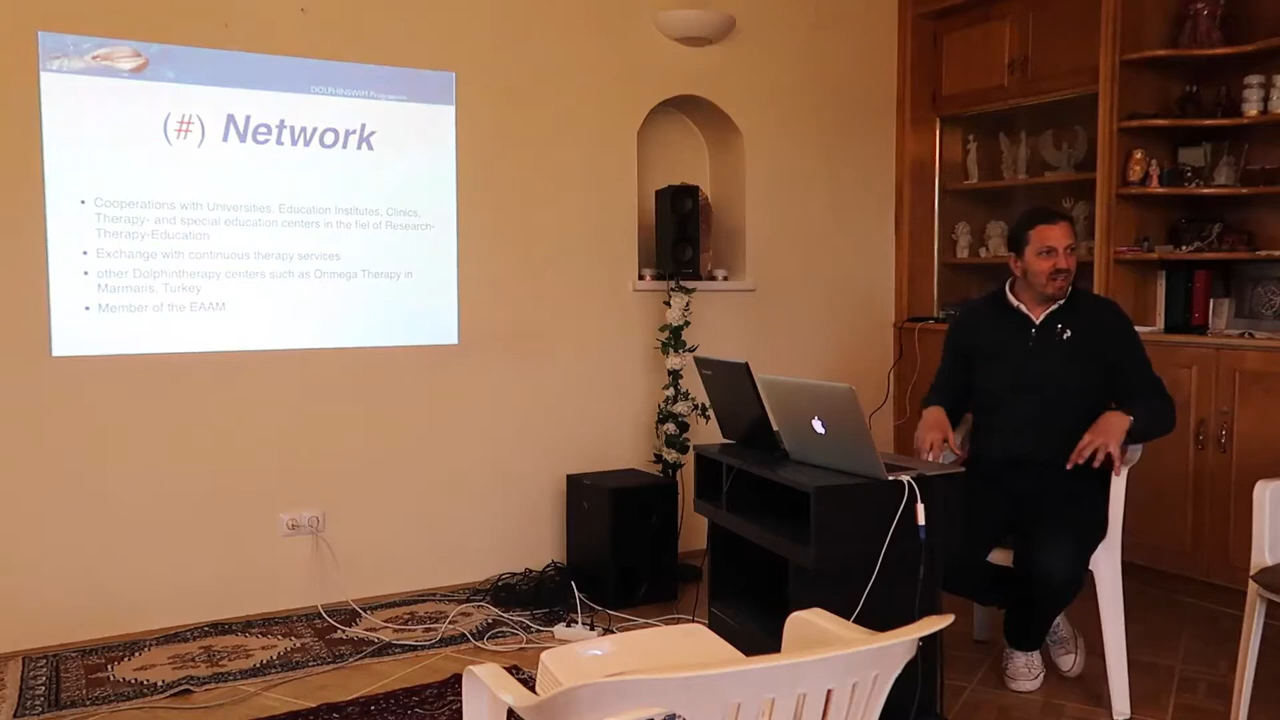 DOLPHINSWIM Programm
(#) Network
• Cooperations with Universities, Education Institutes, Clinics,
Therapy- and special education centers in the fiel of Research-
Therapy-Education
• Exchange with continuous therapy services
• other Dolphintherapy centers such as Onmega Therapy in
Marmaris, Turkey
• Member of the EAAM